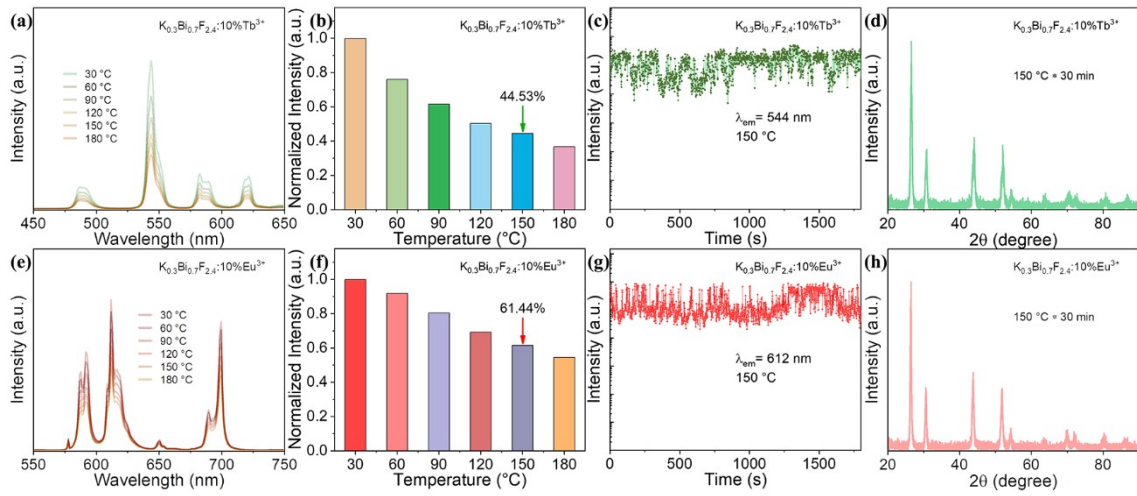 (a)
K0.3Bi0.7F2.4:10%Tb3+
30 °C
60 °C
90 °C
120 °C
150 °C
180 °C
Intensity (a.u.)
450 500 550 600 650
Wavelength (nm)
(b)
K0.3Bi0.7F2.4:10%Tb3+
44.53%
Normalized Intensity (a.u.)
1.0
0.8
0.6
0.4
0.2
0.0
30 60 90 120 150 180
Temperature (°C)
(c)
K0.3Bi0.7F2.4:10%Tb3+
λem= 544 nm
150 °C
Intensity (a.u.)
0 500 1000 1500
Time (s)
(d)
K0.3Bi0.7F2.4:10%Tb3+
150 °C * 30 min
Intensity (a.u.)
20 40 60 80
2θ (degree)
(e)
K0.3Bi0.7F2.4:10%Eu3+
30 °C
60 °C
90 °C
120 °C
150 °C
180 °C
Intensity (a.u.)
550 600 650 700 750
Wavelength (nm)
(f)
K0.3Bi0.7F2.4:10%Eu3+
61.44%
Normalized Intensity (a.u.)
1.0
0.8
0.6
0.4
0.2
0.0
30 60 90 120 150 180
Temperature (°C)
(g)
K0.3Bi0.7F2.4:10%Eu3+
λem= 612 nm
150 °C
Intensity (a.u.)
0 500 1000 1500
Time (s)
(h)
K0.3Bi0.7F2.4:10%Eu3+
150 °C * 30 min
Intensity (a.u.)
20 40 60 80
2θ (degree)